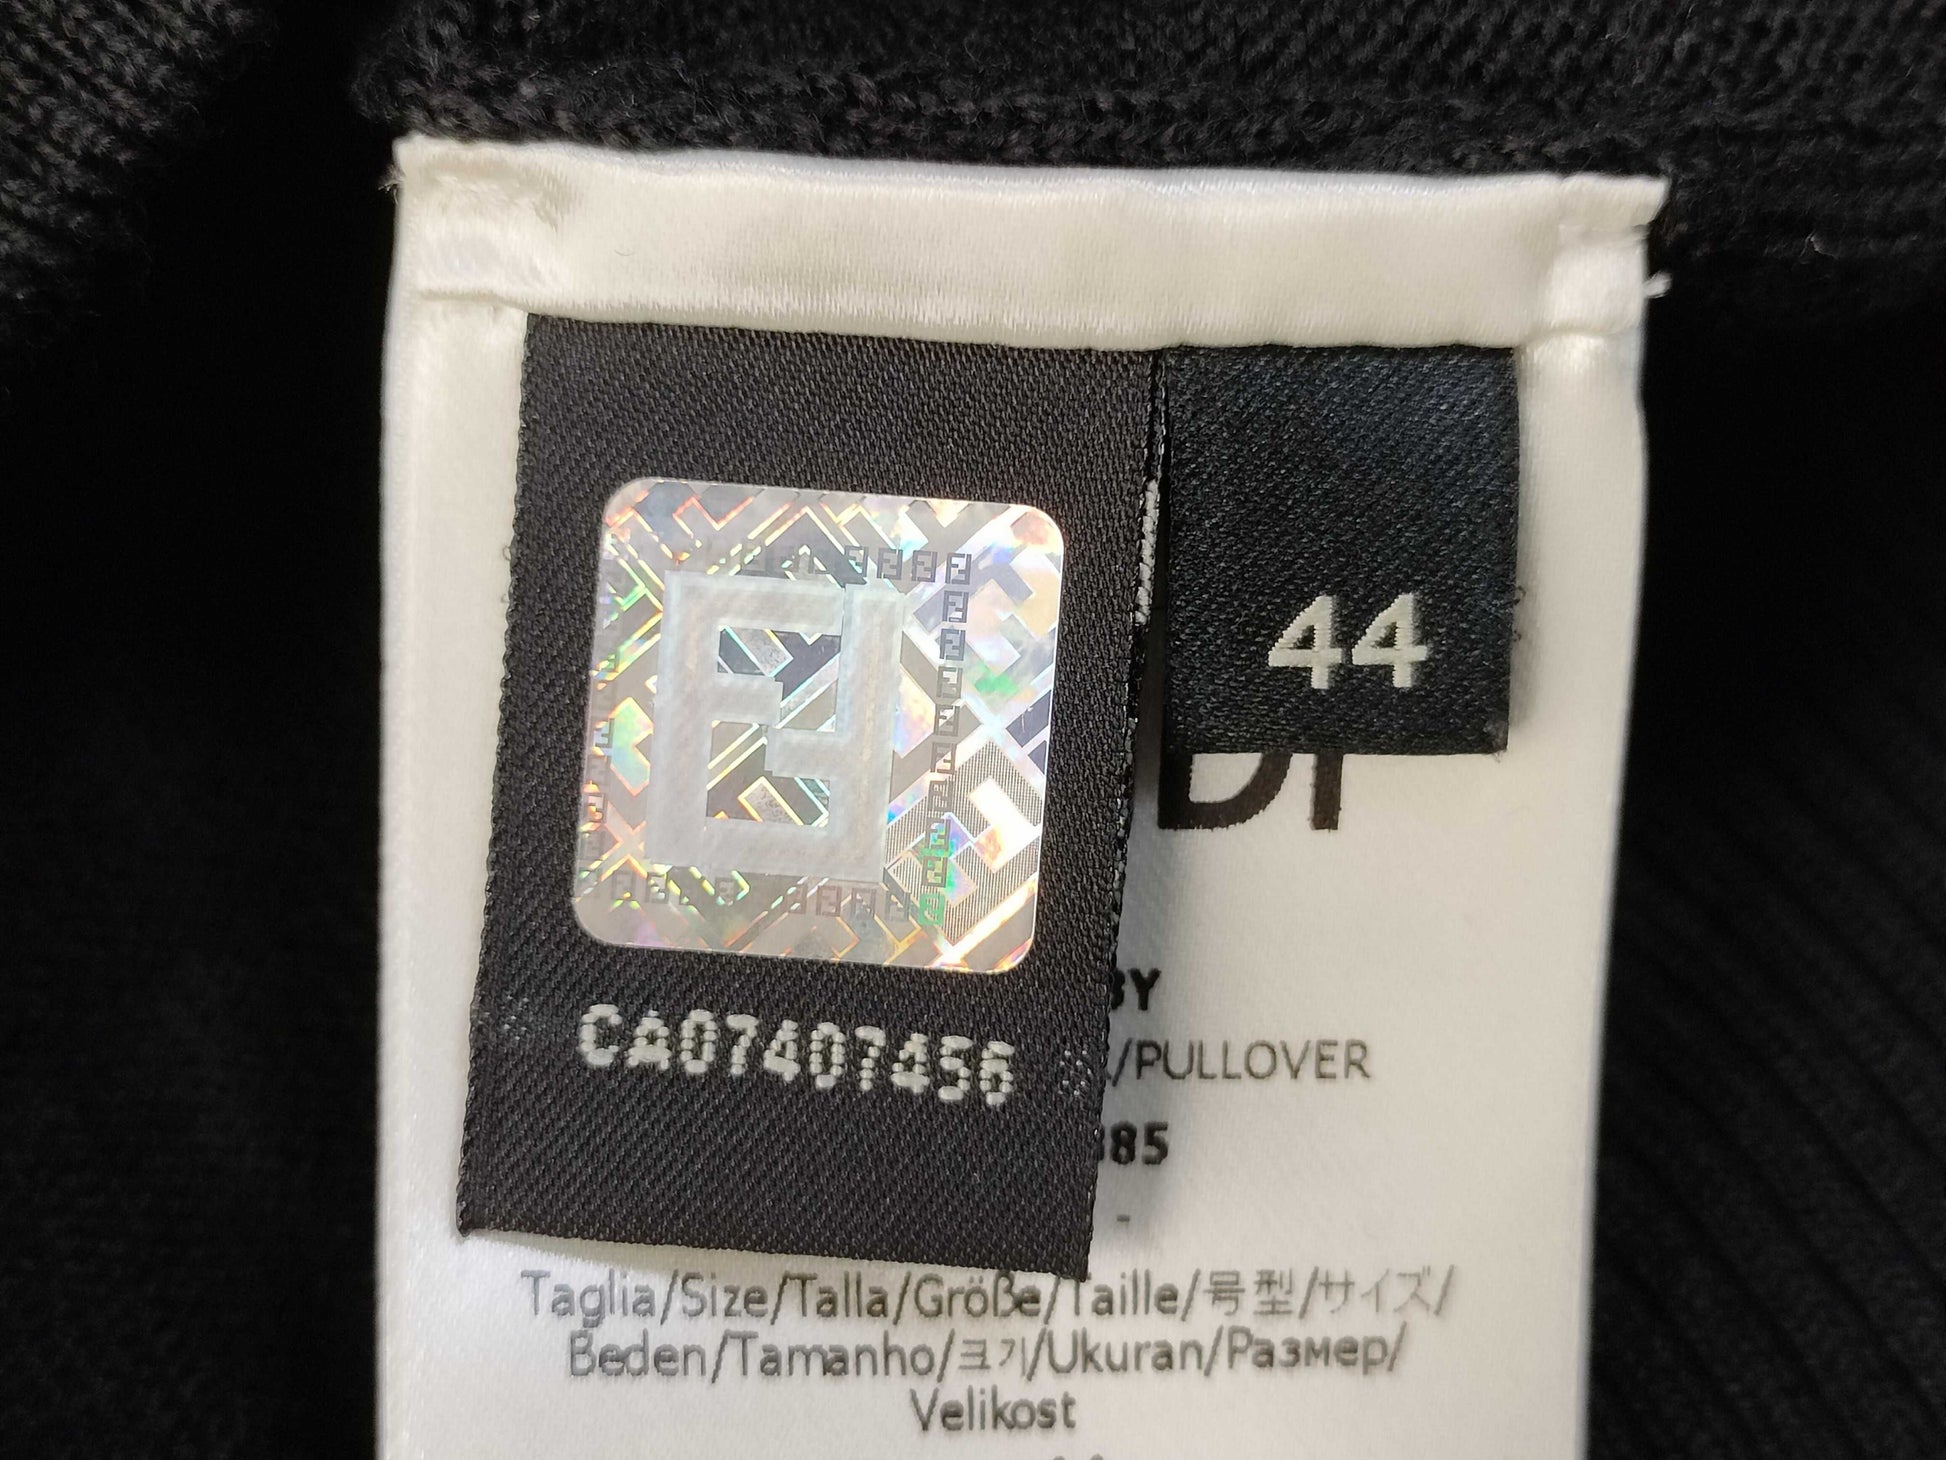 44
DI
CA07407456
BY
/PULLOVER
385
-
Taglia/Size/Talla/Größe/Taille/号型/サイズ/
Beden/Tamanho/크기/Ukuran/Размер/
Velikost